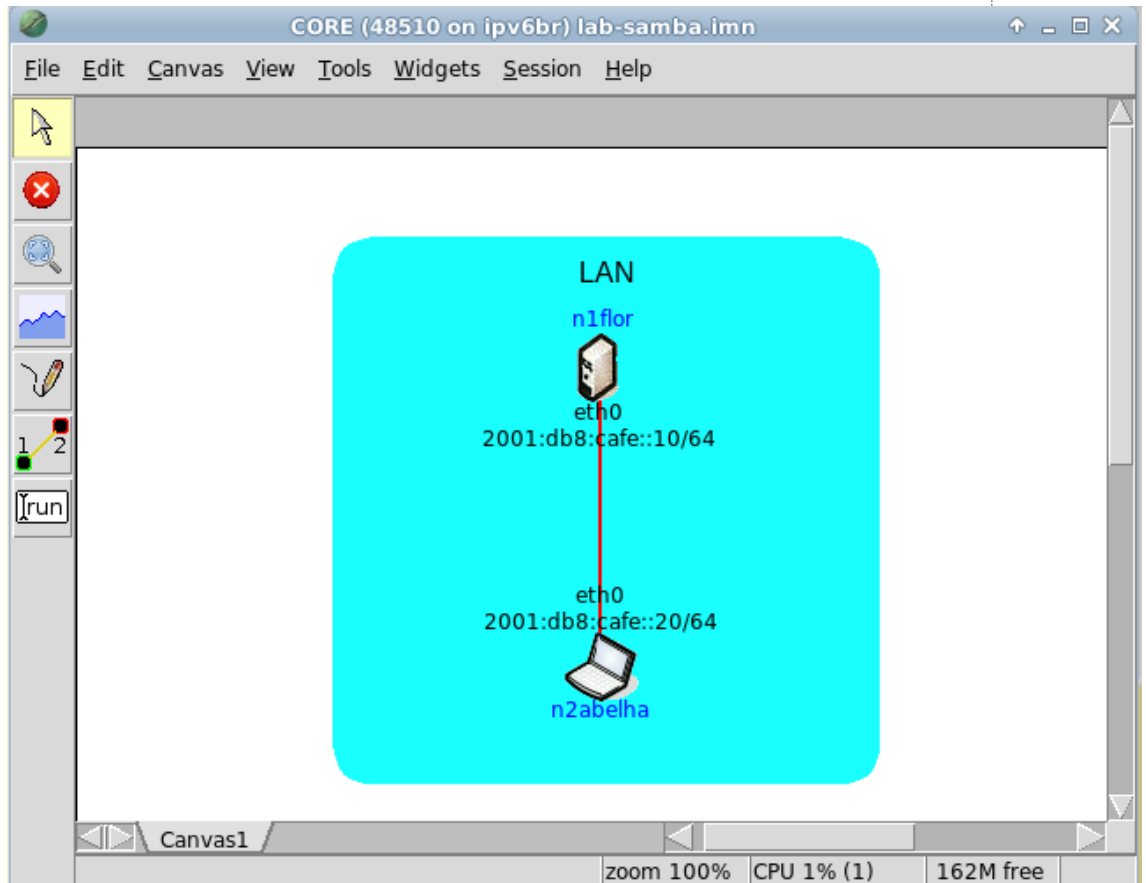 CORE (48510 on ipv6br) lab-samba.imn
File Edit Canvas View Tools Widgets Session Help
LAN
n1flor
eth0
2001:db8:cafe::10/64
1 2
run
eth0
2001:db8:cafe::20/64
n2abelha
Canvas1
zoom 100% CPU 1% (1) 162M free